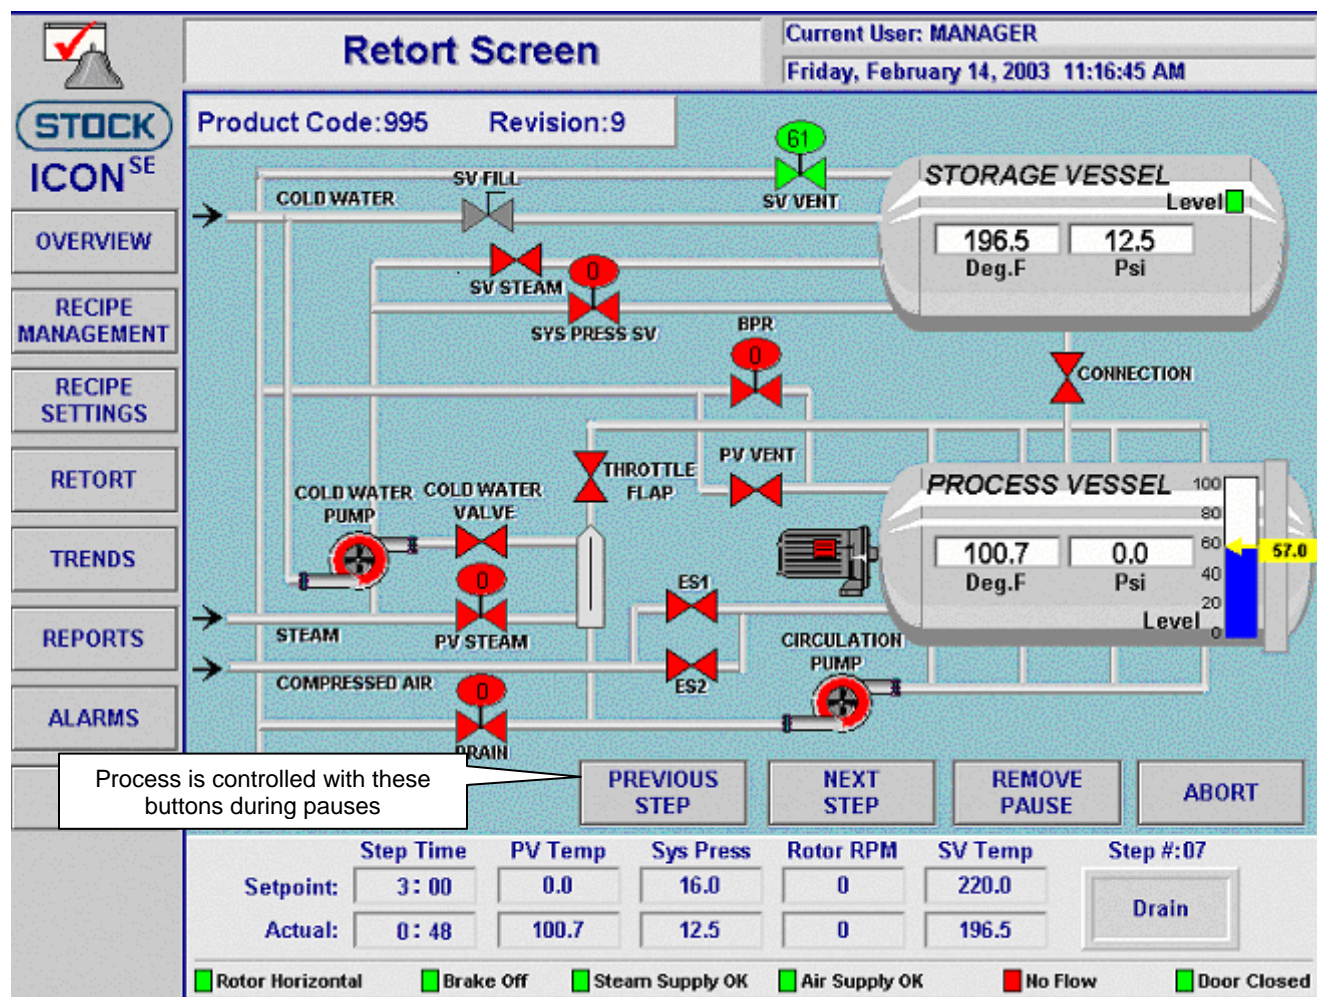 Retort Screen
Current User: MANAGER
Friday, February 14, 2003 11:16:45 AM
STOCK
ICON SE
Product Code:995 Revision:9
OVERVIEW
RECIPE
MANAGEMENT
RECIPE
SETTINGS
RETORT
TRENDS
REPORTS
ALARMS
61
SV VENT
SV FILL
COLD WATER
STORAGE VESSEL
Level
196.5
12.5
Deg.F
Psi
SV STEAM
0
SYS PRESS SV
BPR
0
CONNECTION
THROTTLE
FLAP
PV VENT
COLD WATER
PUMP
COLD WATER
VALVE
PROCESS VESSEL
100
80
60
40
20
0
57.0
100.7
0.0
Deg.F
Psi
Level
0
PV STEAM
STEAM
ES1
ES2
COMPRESSED AIR
CIRCULATION
PUMP
0
DRAIN
Process is controlled with these
buttons during pauses
PREVIOUS
STEP
NEXT
STEP
REMOVE
PAUSE
ABORT
Step Time PV Temp Sys Press Rotor RPM SV Temp Step #:07
Setpoint: 3:00 0.0 16.0 0 220.0
Drain
Actual: 0:48 100.7 12.5 0 196.5
Rotor Horizontal Brake Off Steam Supply OK Air Supply OK No Flow Door Closed